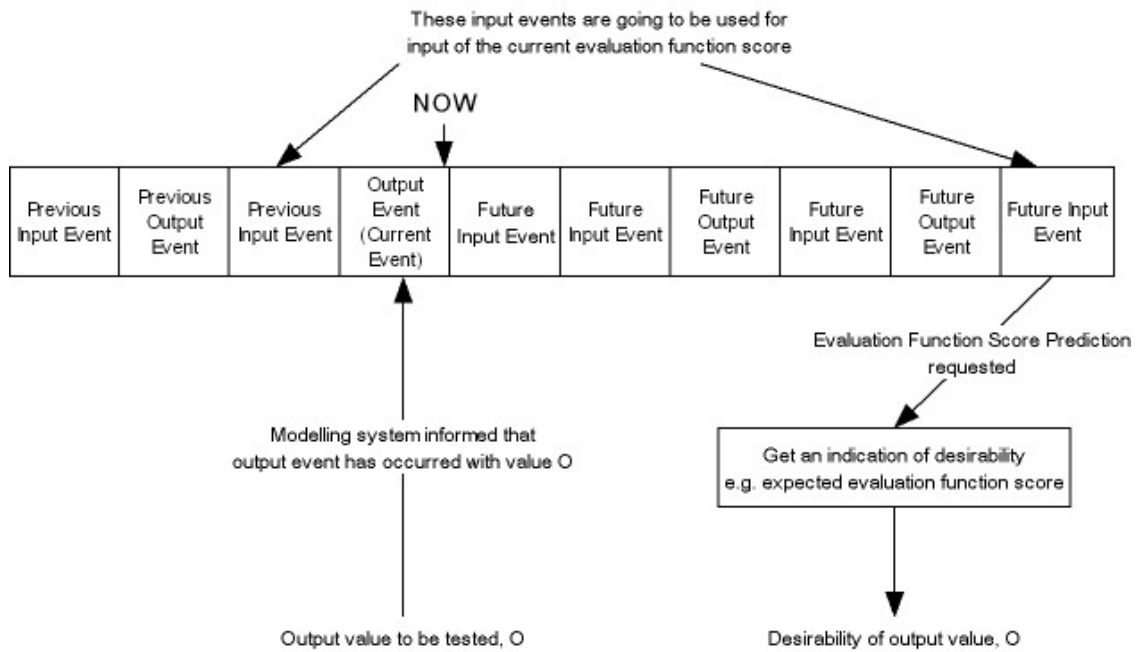 These input events are going to be used for
input of the current evaluation function score
NOW
Previous
Input Event
Previous
Output
Event
Previous
Input Event
Output
Event
(Current
Event)
Future
Input Event
Future
Input Event
Future
Output
Event
Future
Input Event
Future
Output
Event
Future Input
Event
Evaluation Function Score Prediction
requested
Modelling system informed that
output event has occurred with value O
Get an indication of desirability
e.g. expected evaluation function score
Output value to be tested, O
Desirability of output value, O